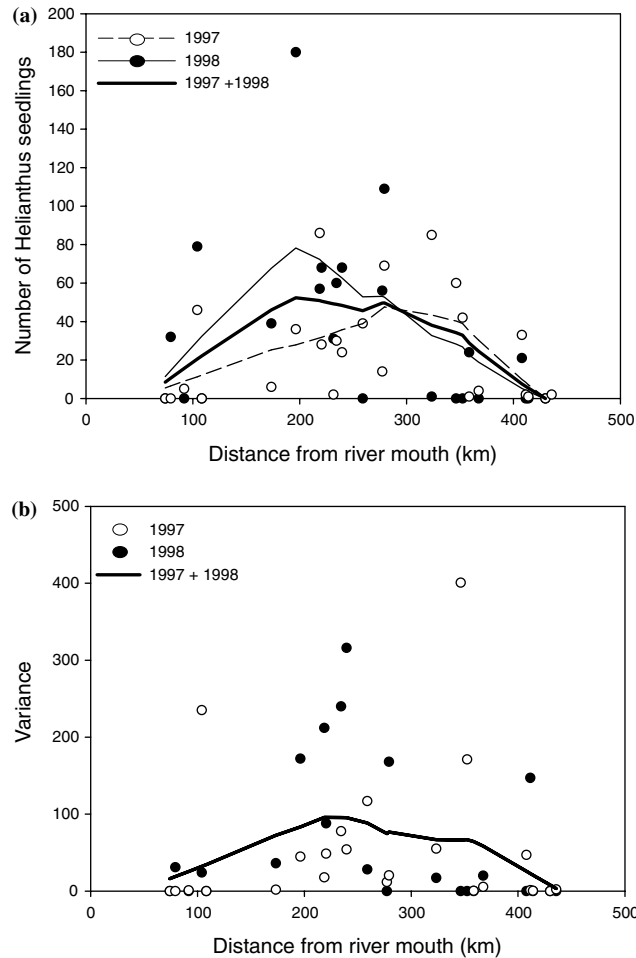 (a)
200
180
160
140
120
100
80
60
40
20
0
Number of Helianthus seedlings
1997
1998
1997 +1998
0 100 200 300 400 500
Distance from river mouth (km)
(b)
500
400
300
200
100
0
Variance
1997
1998
1997 + 1998
0 100 200 300 400 500
Distance from river mouth (km)